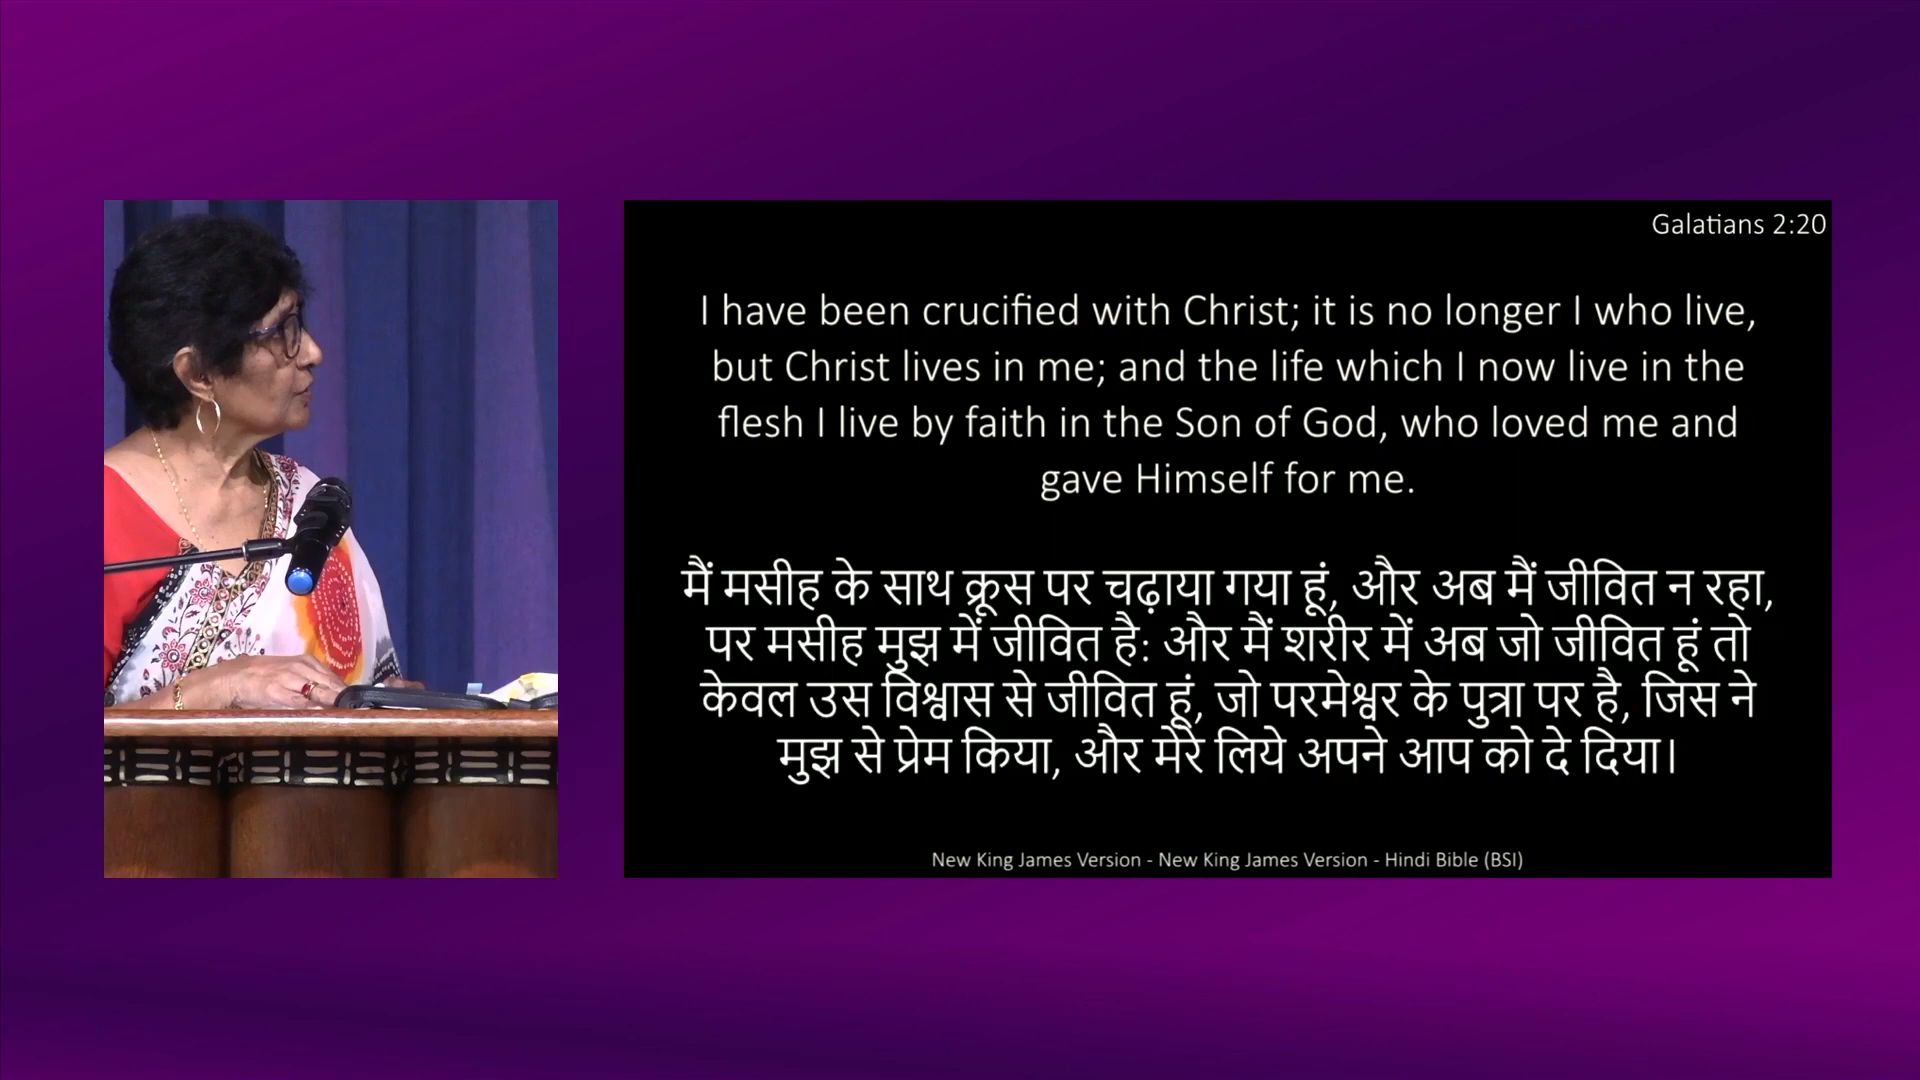 Galatians 2:20
I have been crucified with Christ; it is no longer I who live,
but Christ lives in me; and the life which I now live in the
flesh I live by faith in the Son of God, who loved me and
gave Himself for me.
मैं मसीह के साथ क्रूस पर चढ़ाया गया हूं, और अब मैं जीवित न रहा,
पर मसीह मुझ में जीवित है: और मैं शरीर में अब जो जीवित हूं तो
केवल उस विश्वास से जीवित हूं, जो परमेश्वर के पुत्रा पर है, जिस ने
मुझ से प्रेम किया, और मेरे लिये अपने आप को दे दिया।
New King James Version - New King James Version - Hindi Bible (BSI)